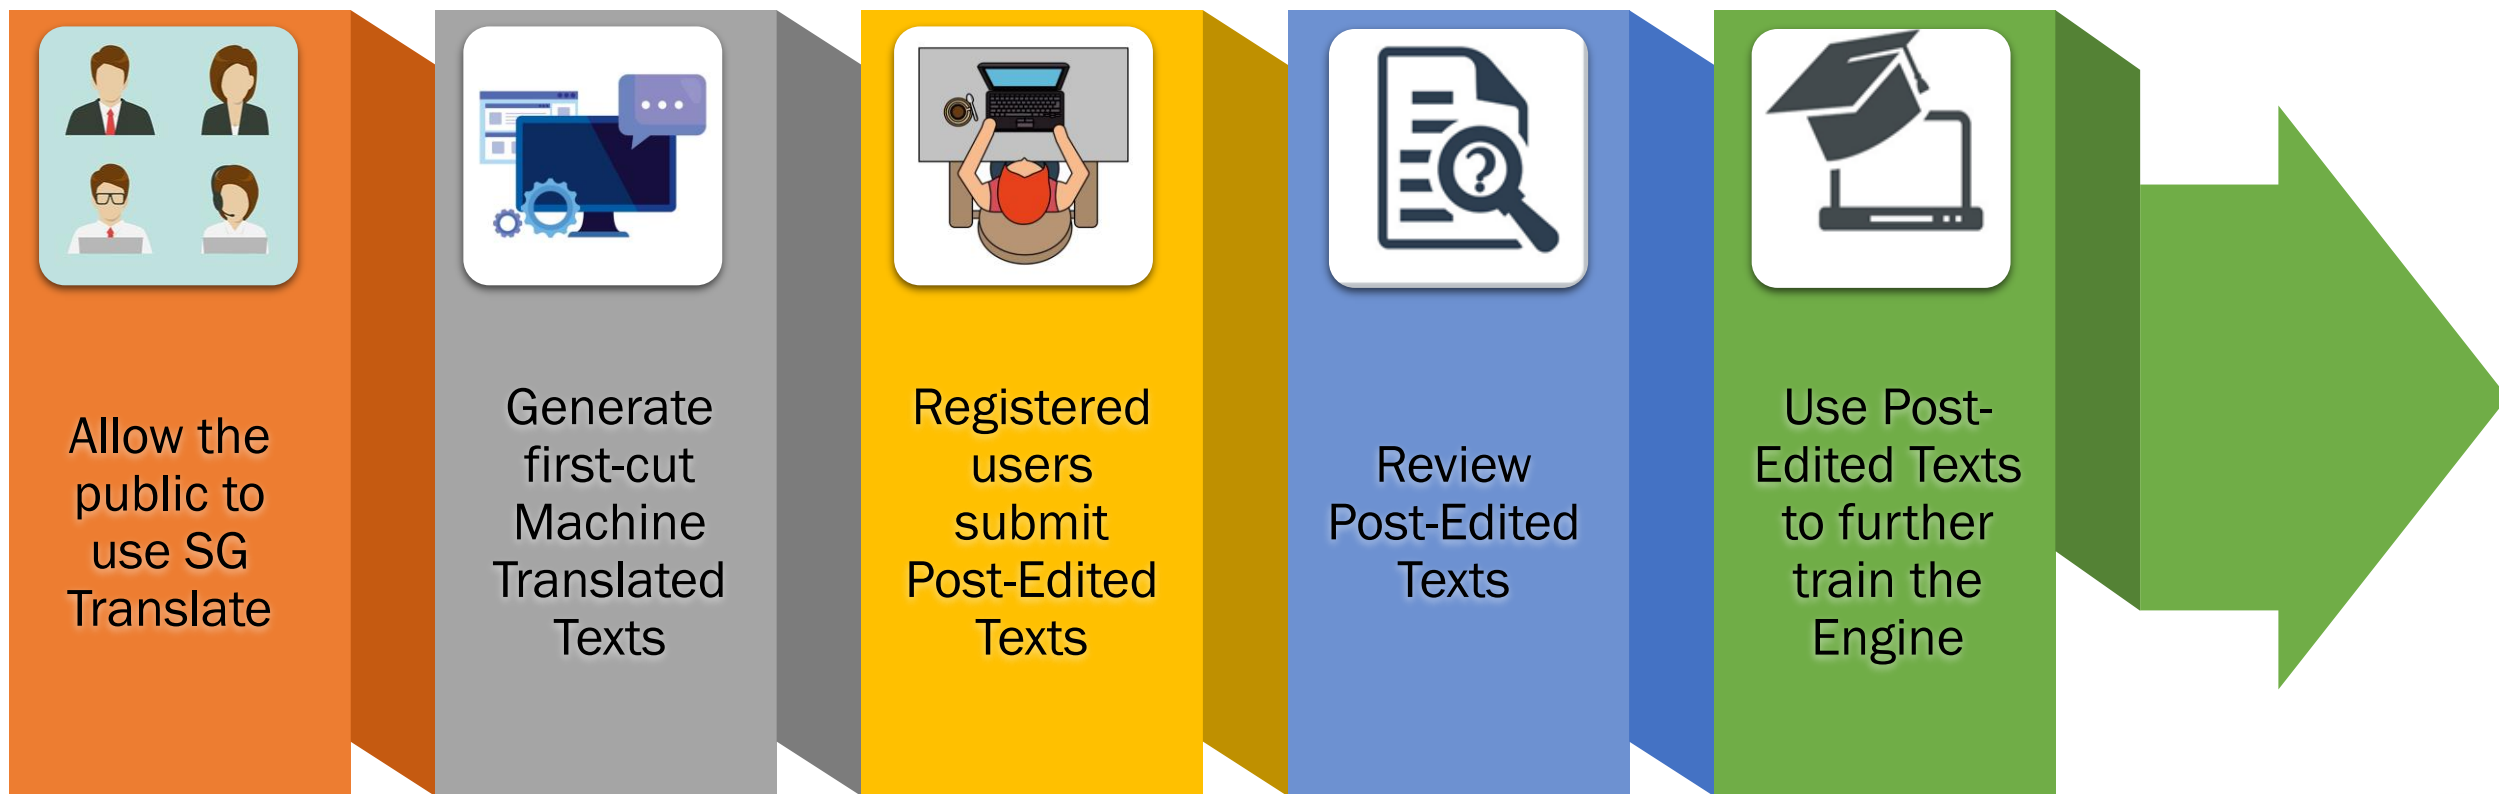 Allow the
public to
use SG
Translate
Generate
first-cut
Machine
Translated
Texts
Registered
users
submit
Post-Edited
Texts
Review
Post-Edited
Texts
Use Post-
Edited Texts
to further
train the
Engine